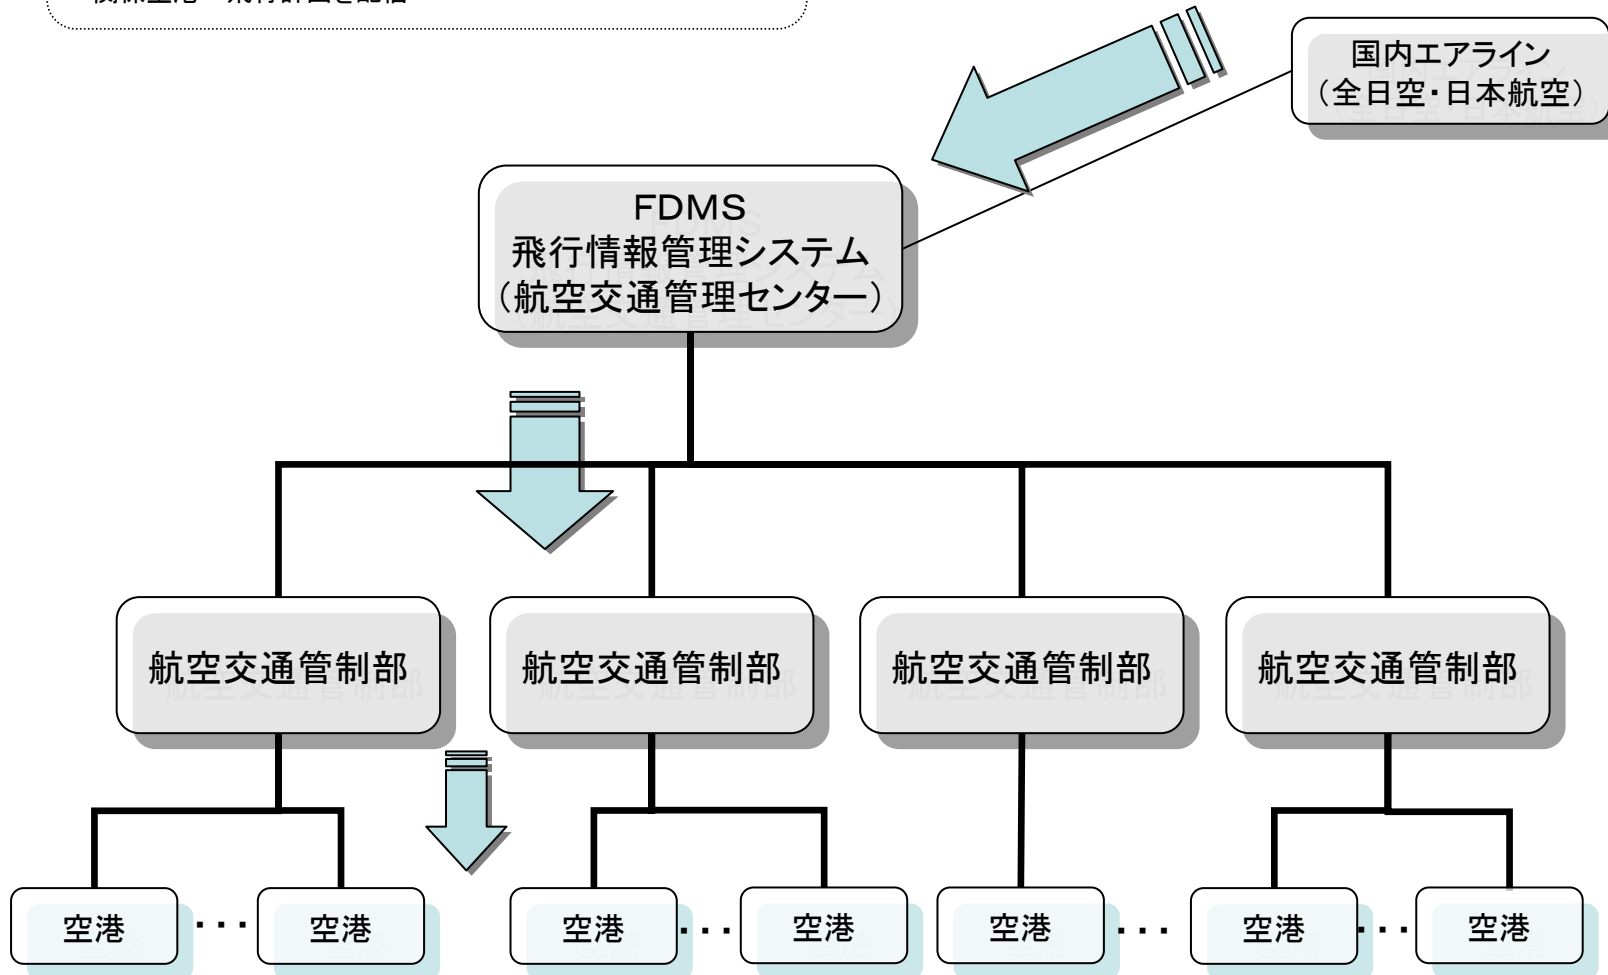 国内エアライン
(全日空・日本航空)
FDMS
飛行情報管理システム
(航空交通管理センター)
航空交通管制部
航空交通管制部
航空交通管制部
航空交通管制部
空港
・・・
空港
空港
・・・
空港
空港
・・・
空港
・・・
空港